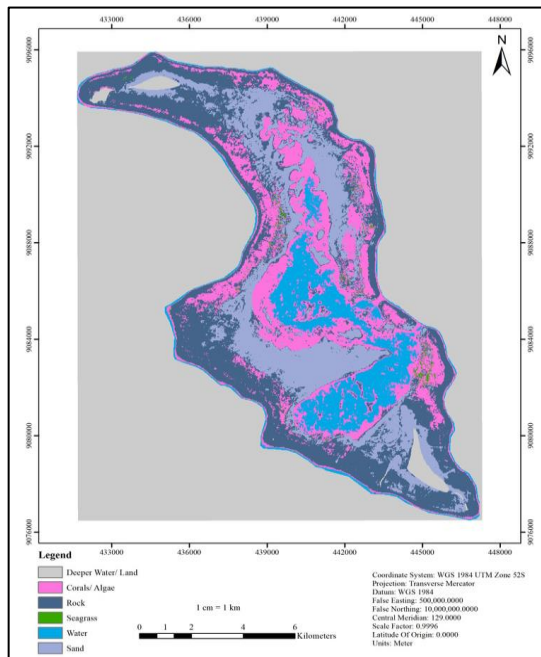 433000 436000 439000 442000 445000
N
9096000 9096000
9092000 9092000
9088000 9088000
9084000 9084000
9080000 9080000
9076000 9076000
433000 436000 439000 442000 445000
Legend
Deeper Water/ Land
Corals/ Algae
Rock
Seagrass
Water
Sand
1 cm = 1 km
0 1 2 4 6
Kilometers
Coordinate System: WGS 1984 UTM Zone 52S
Projection: Transverse Mercator
Datum: WGS 1984
False Easting: 500,000.0000
False Northing: 10,000,000.0000
Central Meridian: 129.0000
Scale Factor: 0.9996
Latitude Of Origin: 0.0000
Units: Meter